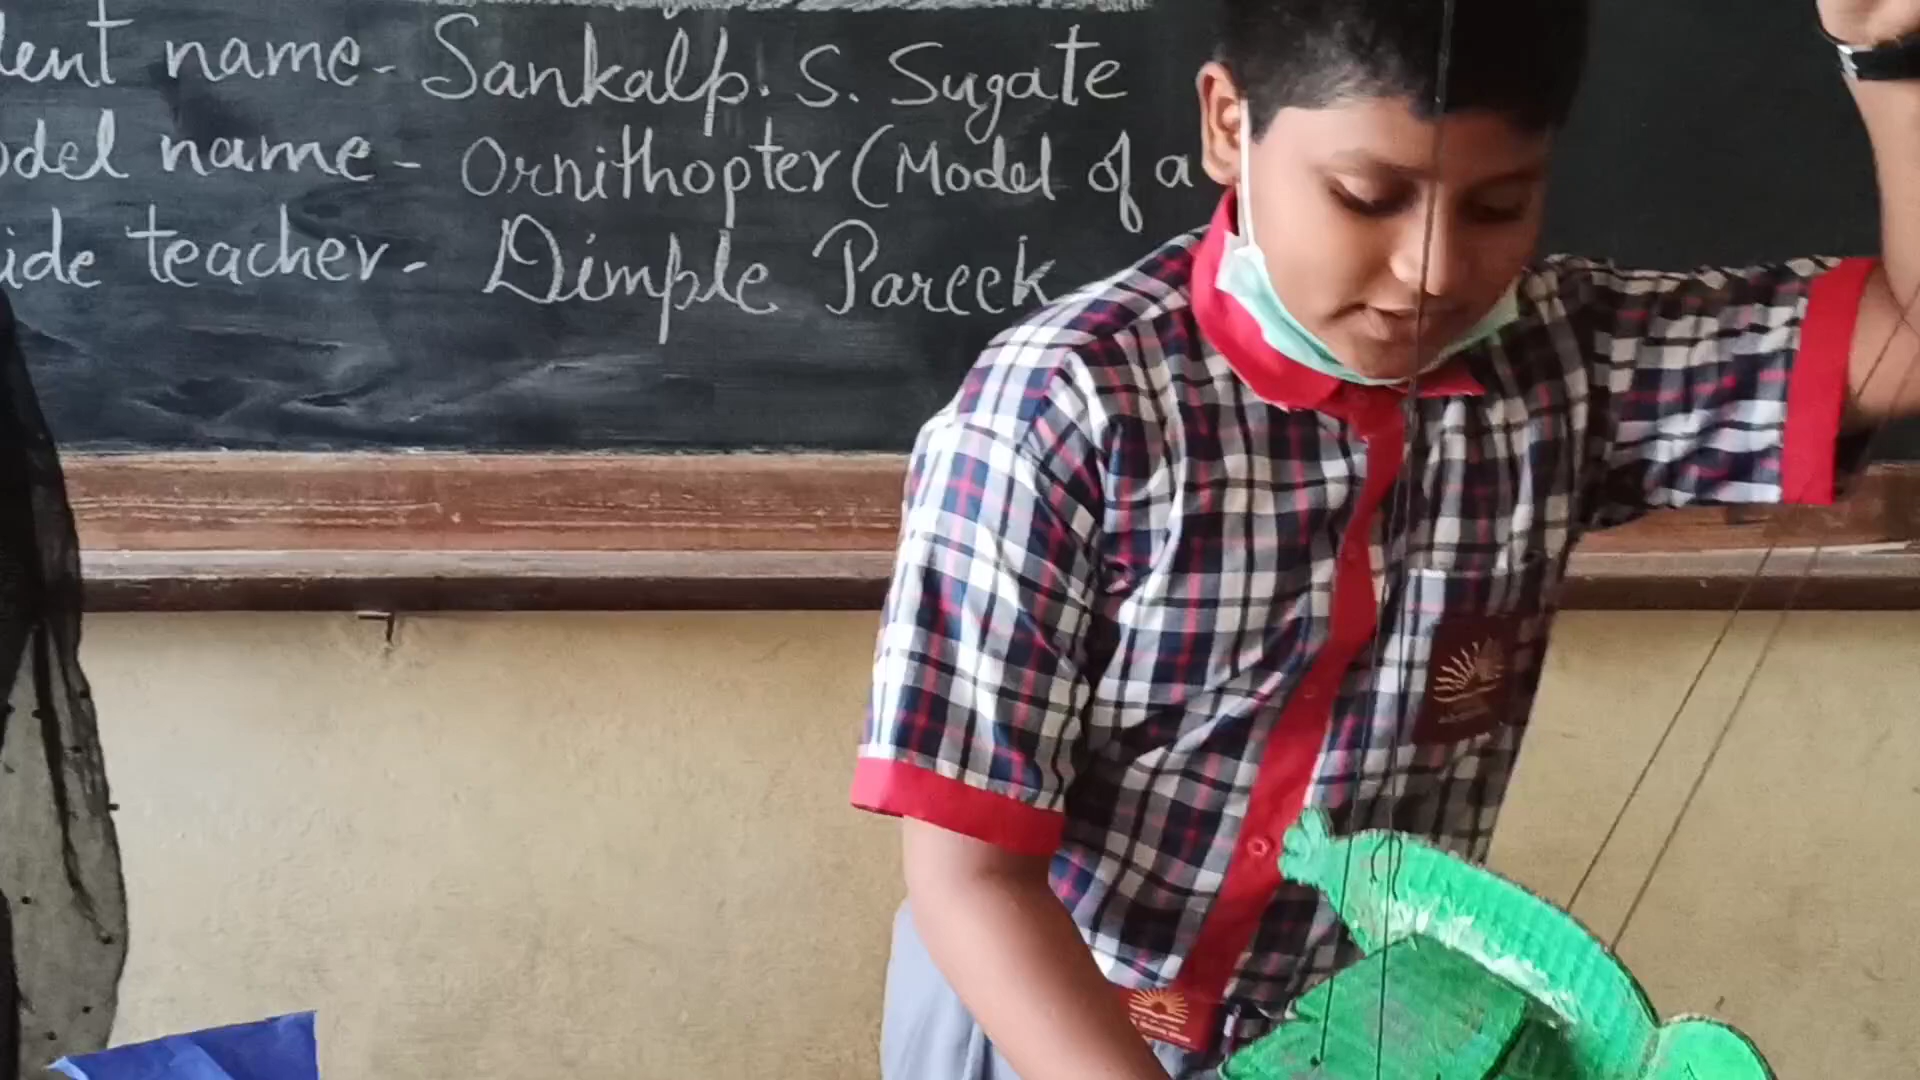 dent name - Sankalp. S. Sugate
odel name - Ornithopter (Model of a
ide teacher - Dimple Pareek